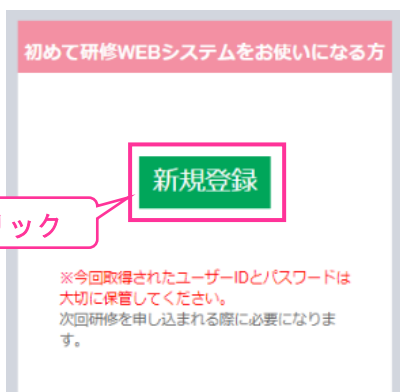 初めて研修WEBシステムをお使いになる方
新規登録
リック
※今回取得されたユーザーIDとパスワードは
大切に保管してください。
次回研修を申し込まれる際に必要になりま
す。